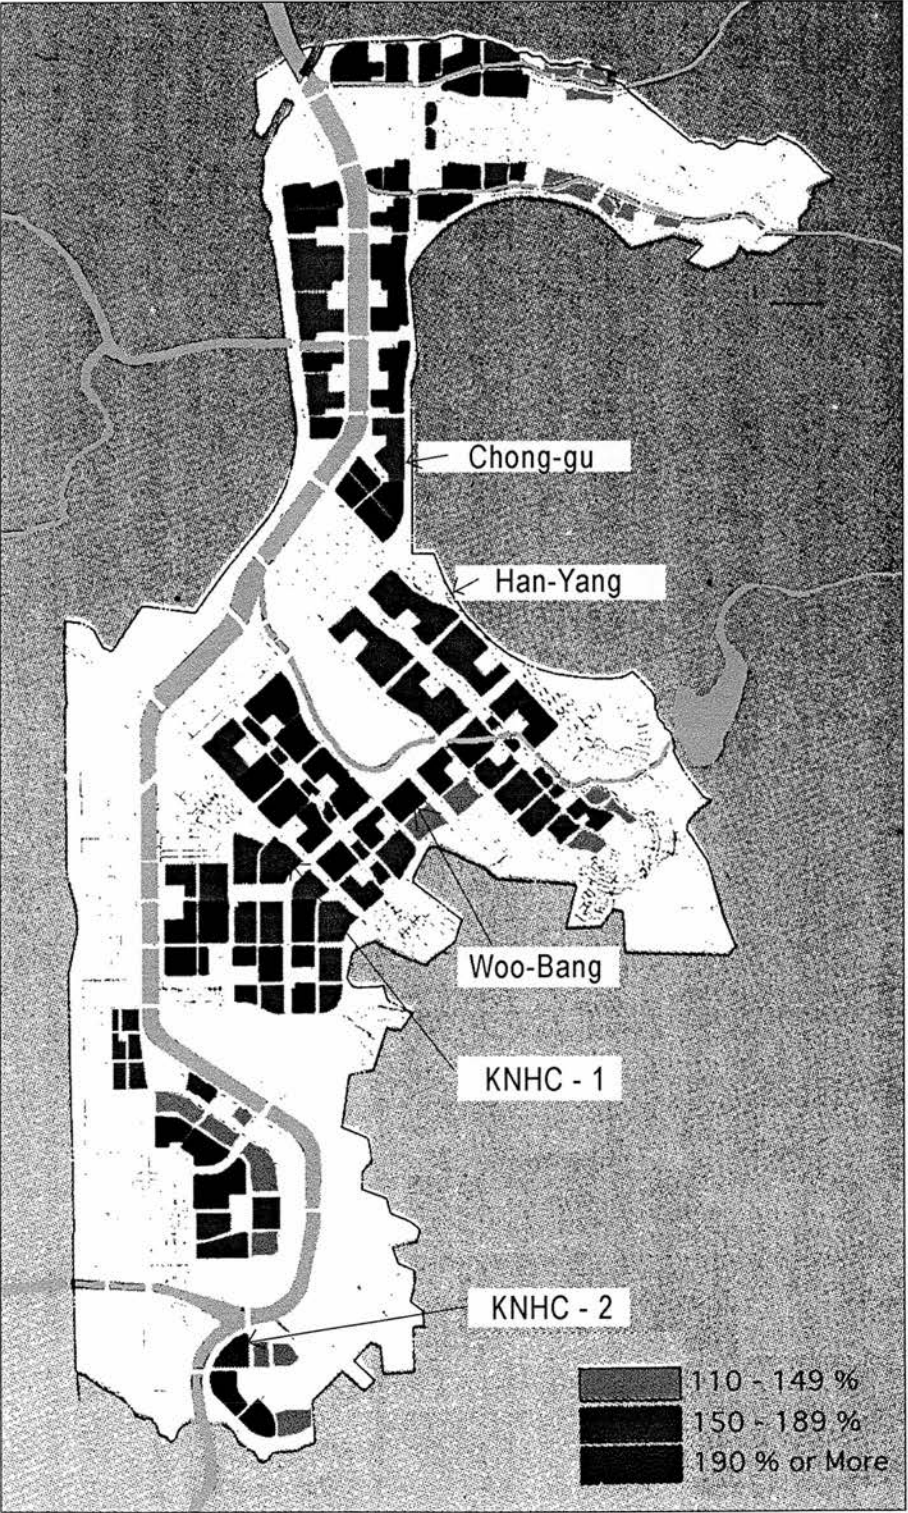 Chong-gu
Han-Yang
Woo-Bang
KNHC - 1
KNHC - 2
110 - 149 %
150 - 189 %
190 % or More